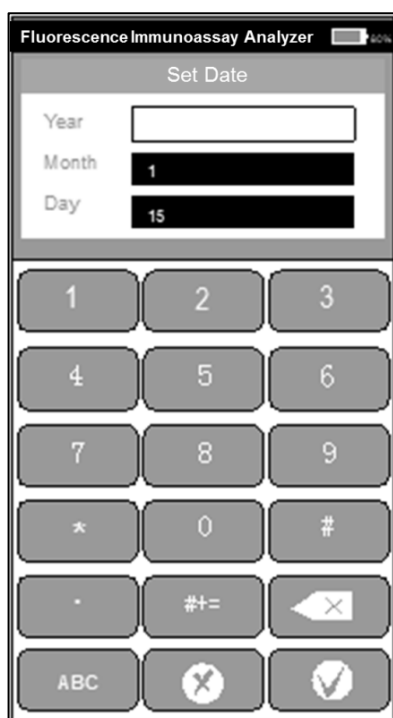 Fluorescence Immunoassay Analyzer
Set Date
Year
Month 1
Day 15
1 2 3
4 5 6
7 8 9
* 0 #
. #+=
ABC